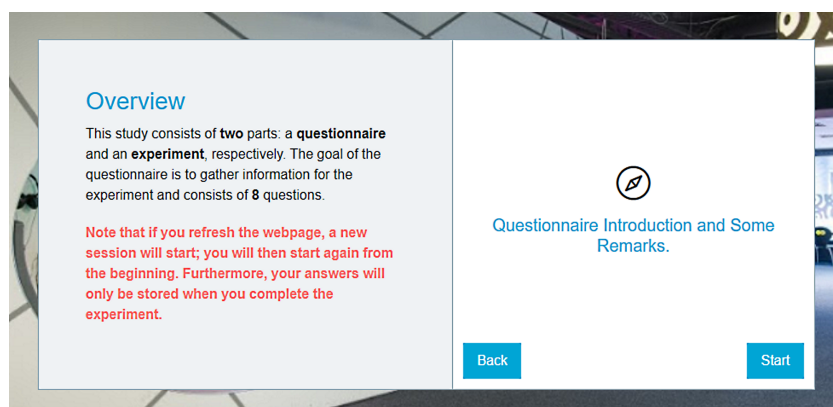 Overview
This study consists of two parts: a questionnaire
and an experiment, respectively. The goal of the
questionnaire is to gather information for the
experiment and consists of 8 questions.
Note that if you refresh the webpage, a new
session will start; you will then start again from
the beginning. Furthermore, your answers will
only be stored when you complete the
experiment.
Questionnaire Introduction and Some
Remarks.
Back
Start